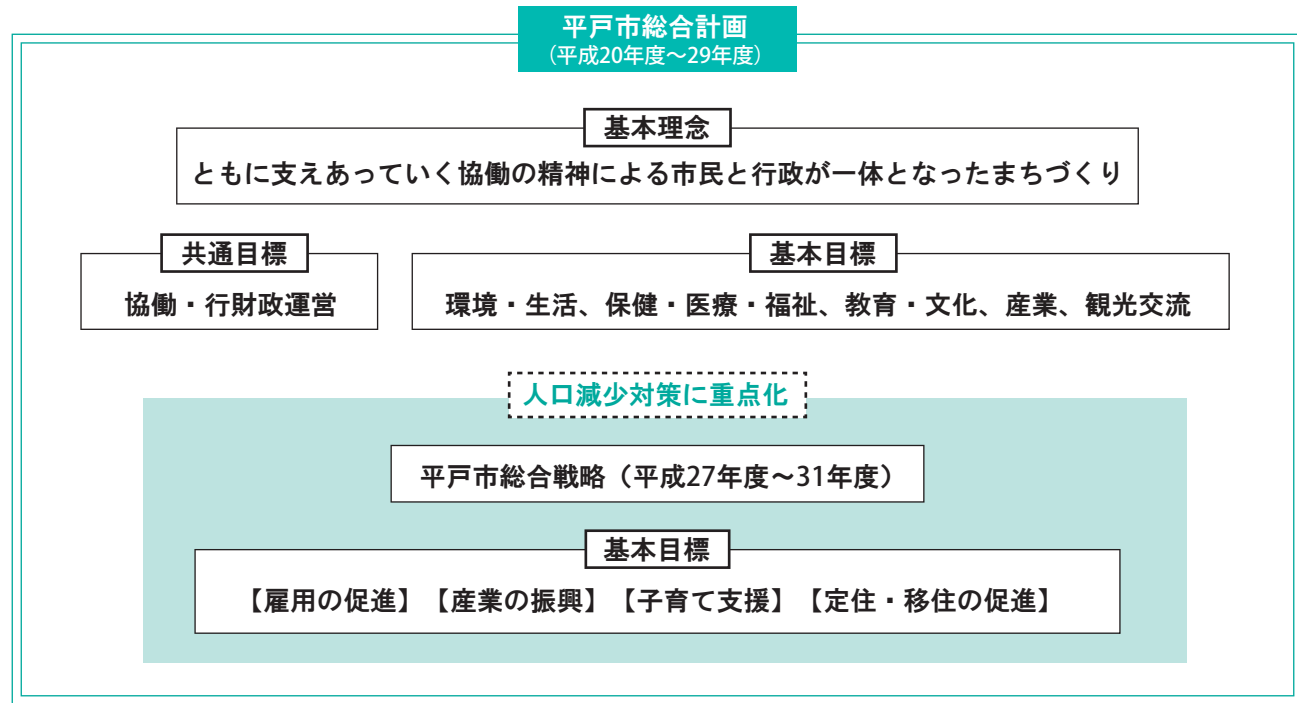 平戸市総合計画
（平成20年度～29年度）
基本理念
ともに支えあっていく協働の精神による市民と行政が一体となったまちづくり
共通目標
協働・行財政運営
基本目標
環境・生活、保健・医療・福祉、教育・文化、産業、観光交流
人口減少対策に重点化
平戸市総合戦略（平成27年度～31年度）
基本目標
【雇用の促進】【産業の振興】【子育て支援】【定住・移住の促進】